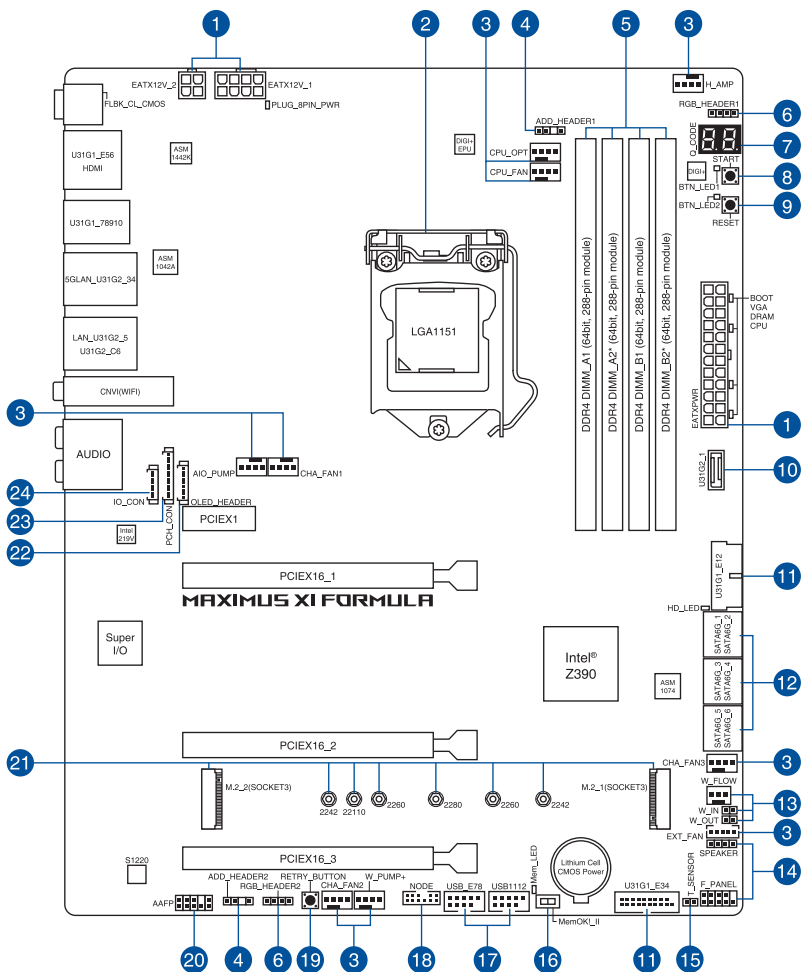 1
2
3
4
5
3
EATX12V_2
EATX12V_1
PLUG_8PIN_PWR
FLBK_CL_CMOS
H_AMP
RGB_HEADER1
6
ADD_HEADER1
Q_CODE
88
7
U31G1_E56
HDMI
ASM
1442K
DIGI+
EPU
CPU_OPT
CPU_FAN
3
START
DIGI+
BTN_LED1
8
BTN_LED2
9
RESET
U31G1_78910
ASM
1042A
5GLAN_U31G2_34
LAN_U31G2_5
U31G2_C6
CNVI(WIFI)
LGA1151
DDR4 DIMM_A1 (64bit, 288-pin module)
DDR4 DIMM_A2* (64bit, 288-pin module)
DDR4 DIMM_B1 (64bit, 288-pin module)
DDR4 DIMM_B2* (64bit, 288-pin module)
BOOT
VGA
DRAM
CPU
EATXPWR
1
3
AUDIO
AIO_PUMP
CHA_FAN1
U31G2_1
10
24
IO_CON
23
PCH_CON
OLED_HEADER
22
Intel
219V
PCIEX1
PCIEX16_1
MAXIMUS XI FORMULA
U31G1_E12
11
HD_LED
Super
I/O
Intel®
Z390
ASM
1074
SATA6G_1
SATA6G_2
SATA6G_3
SATA6G_4
SATA6G_5
SATA6G_6
12
PCIEX16_2
21
CHA_FAN3
3
M.2_2(SOCKET3)
2242
22110
2260
2280
2260
2242
M.2_1(SOCKET3)
W_FLOW
W_IN
W_OUT
13
EXT_FAN
3
SPEAKER
14
S1220
PCIEX16_3
Mem_LED
Lithium Cell
CMOS Power
AAFP
ADD_HEADER2
RGB_HEADER2
RETRY_BUTTON
CHA_FAN2
W_PUMP+
NODE
USB_E78
USB1112
MemOK!_II
U31G1_E34
T_SENSOR
F_PANEL
20
4
6
19
3
18
17
16
11
15